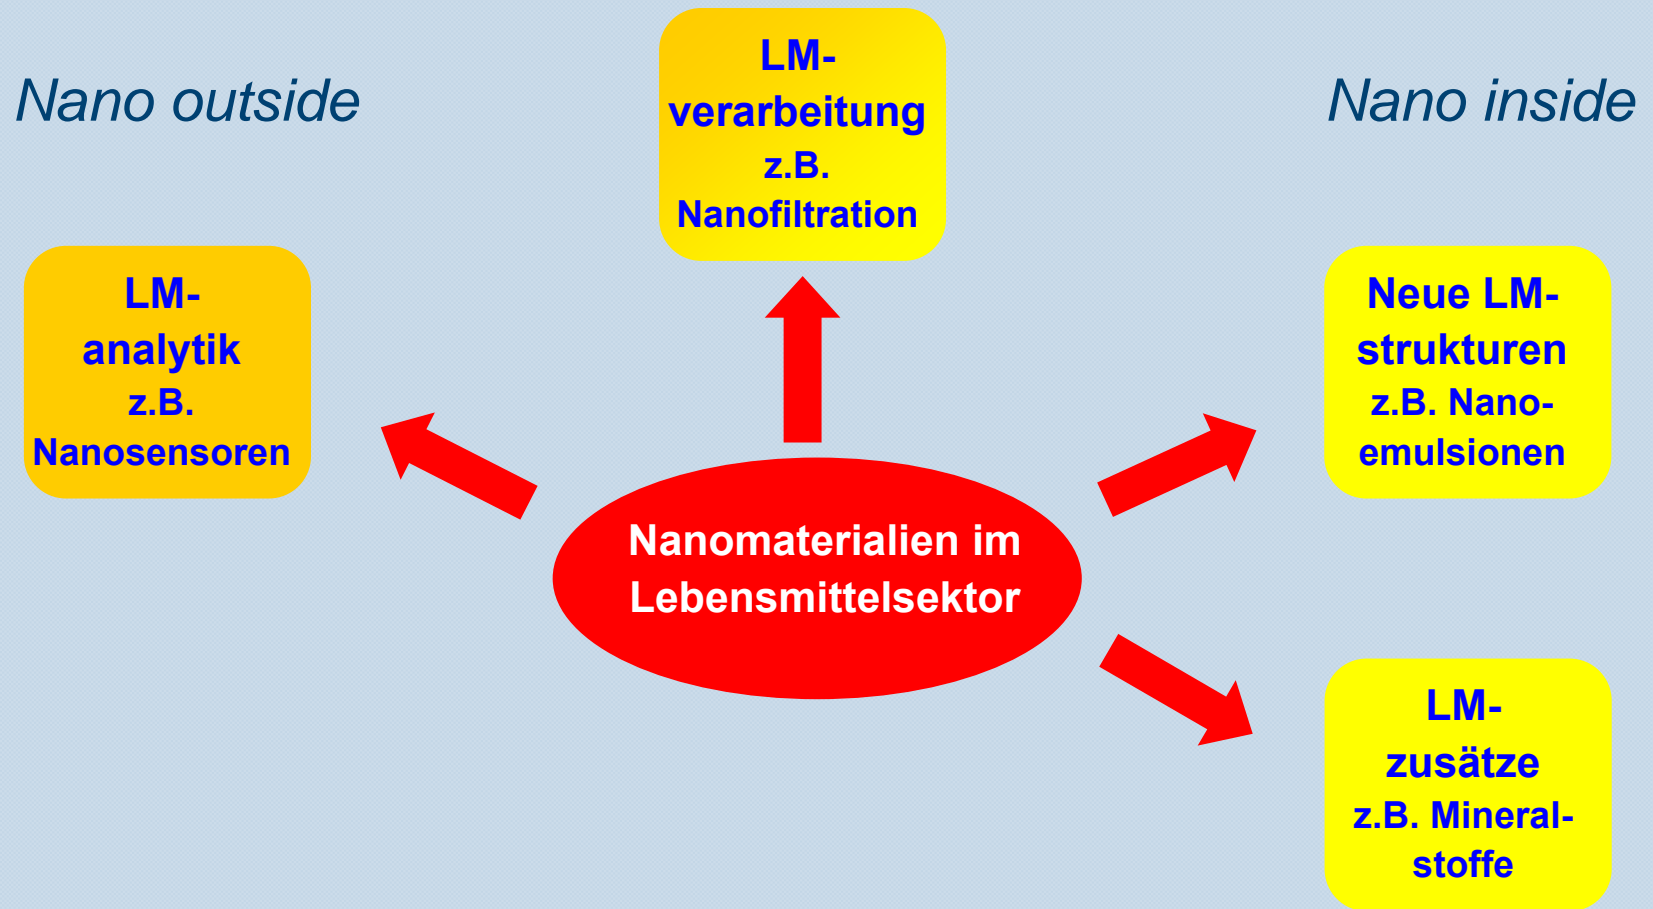 Nano outside
LM-
verarbeitung
z.B.
Nanofiltration
Nano inside
LM-
analytik
z.B.
Nanosensoren
Neue LM-
strukturen
z.B. Nano-
emulsionen
Nanomaterialien im
Lebensmittelsektor
LM-
zusätze
z.B. Mineral-
stoffe